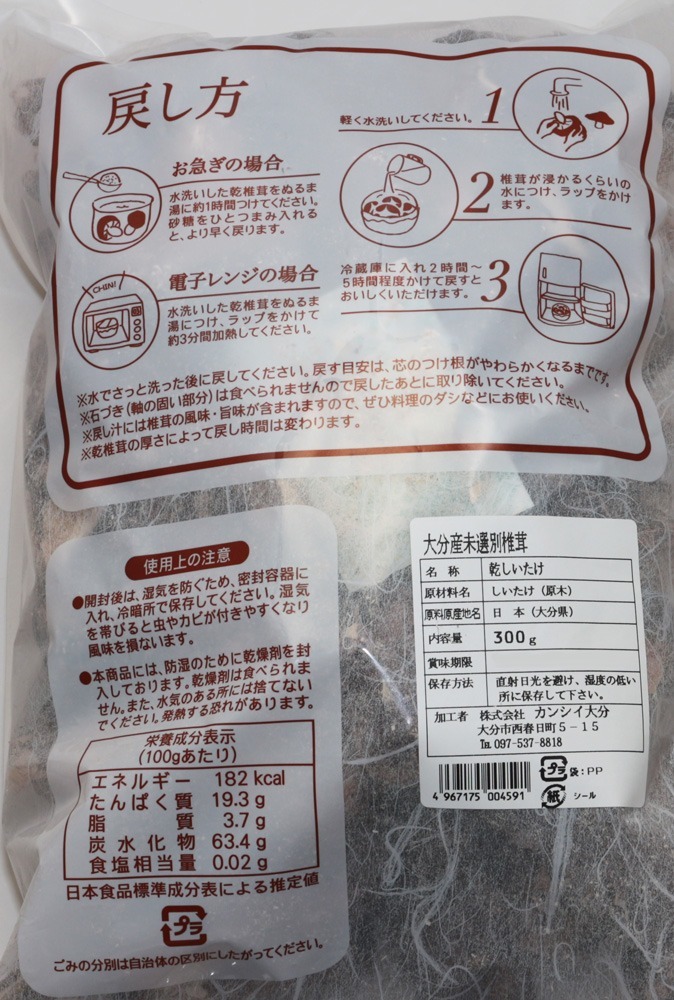 戻し方
軽く水洗いしてください。
1
お急ぎの場合
水洗いした乾椎茸をぬるま
湯に約1時間つけてください。
砂糖をひとつまみ入れる
と、より早く戻ります。
2
椎茸が浸かるくらいの
水につけ、ラップをかけ
ます。
CHIN!
電子レンジの場合
水洗いした乾椎茸をぬるま
湯につけ、ラップをかけて
約3分間加熱してください。
冷蔵庫に入れ2時間〜
5時間程度かけて戻すと
おいしくいただけます。
3
※水でさっと洗った後に戻してください。戻す目安は、芯のつけ根がやわらかくなるまでです。
※石づき(軸の固い部分)は食べられませんので戻したあとに取り除いてください。
※戻し汁には椎茸の風味・旨味が含まれますので、ぜひ料理のダシなどにお使いください。
※乾椎茸の厚さによって戻し時間は変わります。
使用上の注意
●開封後は、湿気を防ぐため、密封容器に
入れ、冷暗所で保存してください。湿気
を帯びると虫やカビが付きやすくなり
風味を損ないます。
●本商品には、防湿のために乾燥剤を封
入しております。乾燥剤は食べられま
せん。また、水気のある所には捨てない
でください。発熱する恐れがあります。
栄養成分表示
(100gあたり)
エネルギー 182 kcal
たんぱく質 19.3 g
脂質 3.7 g
炭水化物 63.4 g
食塩相当量 0.02 g
日本食品標準成分表による推定値
プラ
ごみの分別は自治体の区別にしたがってください。
大分産未選別椎茸
名称 乾しいたけ
原材料名 しいたけ(原木)
原料原産地名 日本(大分県)
内容量 300g
賞味期限
保存方法 直射日光を避け、湿度の低い
所に保存して下さい。
加工者 株式会社 カンシイ大分
大分市西春日町5-15
℡097-537-8818
4 967175 004591
プラ 袋:PP
紙 シール